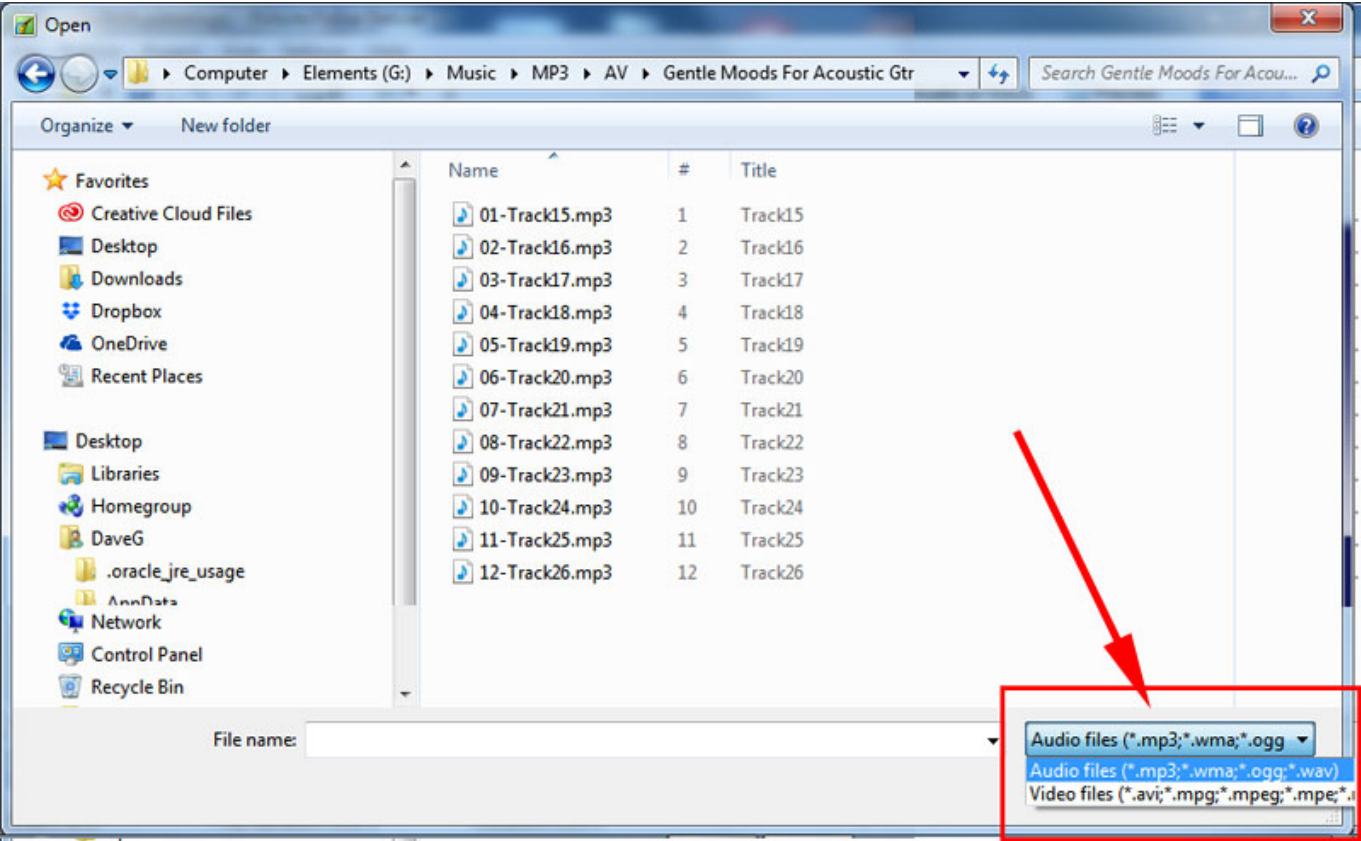 Open
Computer Elements (G:) Music MP3 AV Gentle Moods For Acoustic Gtr
Search Gentle Moods For Acou...
Organize New folder
Name # Title
Favorites
Creative Cloud Files
Desktop
Downloads
Dropbox
OneDrive
Recent Places
Desktop
Libraries
Homegroup
DaveG
.oracle_jre_usage
AppData
Network
Control Panel
Recycle Bin
01-Track15.mp3 1 Track15
02-Track16.mp3 2 Track16
03-Track17.mp3 3 Track17
04-Track18.mp3 4 Track18
05-Track19.mp3 5 Track19
06-Track20.mp3 6 Track20
07-Track21.mp3 7 Track21
08-Track22.mp3 8 Track22
09-Track23.mp3 9 Track23
10-Track24.mp3 10 Track24
11-Track25.mp3 11 Track25
12-Track26.mp3 12 Track26
File name:
Audio files (*.mp3;*.wma;*.ogg
Audio files (*.mp3;*.wma;*.ogg;*.wav)
Video files (*.avi;*.mpg;*.mpeg;*.mpe;*.